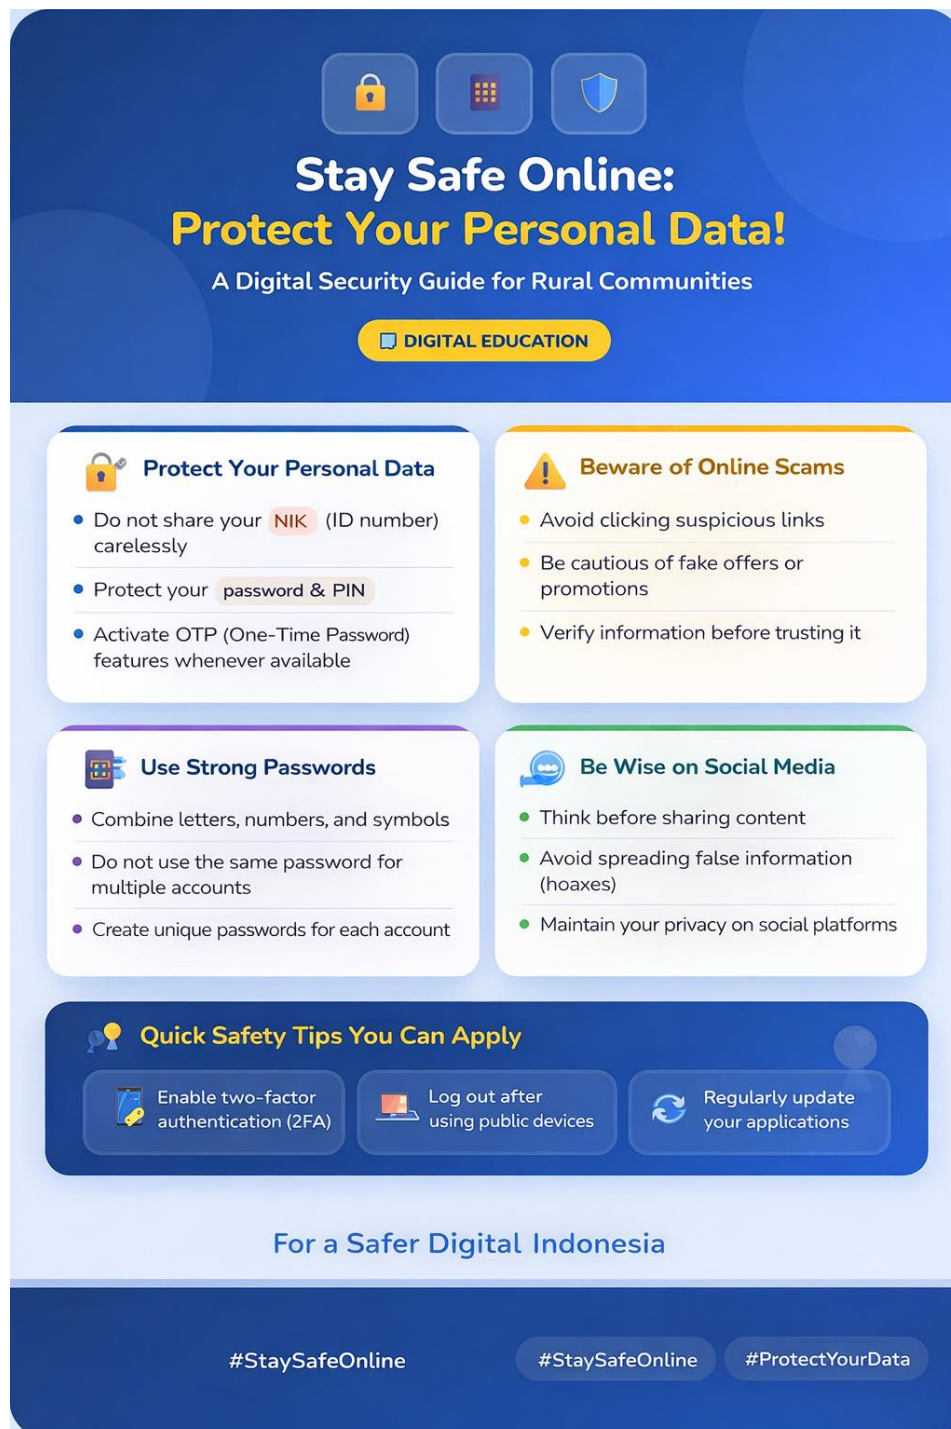 Stay Safe Online:
Protect Your Personal Data!
A Digital Security Guide for Rural Communities
DIGITAL EDUCATION
Protect Your Personal Data
Do not share your NIK (ID number)
carelessly
Protect your password & PIN
Activate OTP (One-Time Password)
features whenever available
Beware of Online Scams
Avoid clicking suspicious links
Be cautious of fake offers or
promotions
Verify information before trusting it
Use Strong Passwords
Combine letters, numbers, and symbols
Do not use the same password for
multiple accounts
Create unique passwords for each account
Be Wise on Social Media
Think before sharing content
Avoid spreading false information
(hoaxes)
Maintain your privacy on social platforms
Quick Safety Tips You Can Apply
Enable two-factor
authentication (2FA)
Log out after
using public devices
Regularly update
your applications
For a Safer Digital Indonesia
#StaySafeOnline
#StaySafeOnline
#ProtectYourData